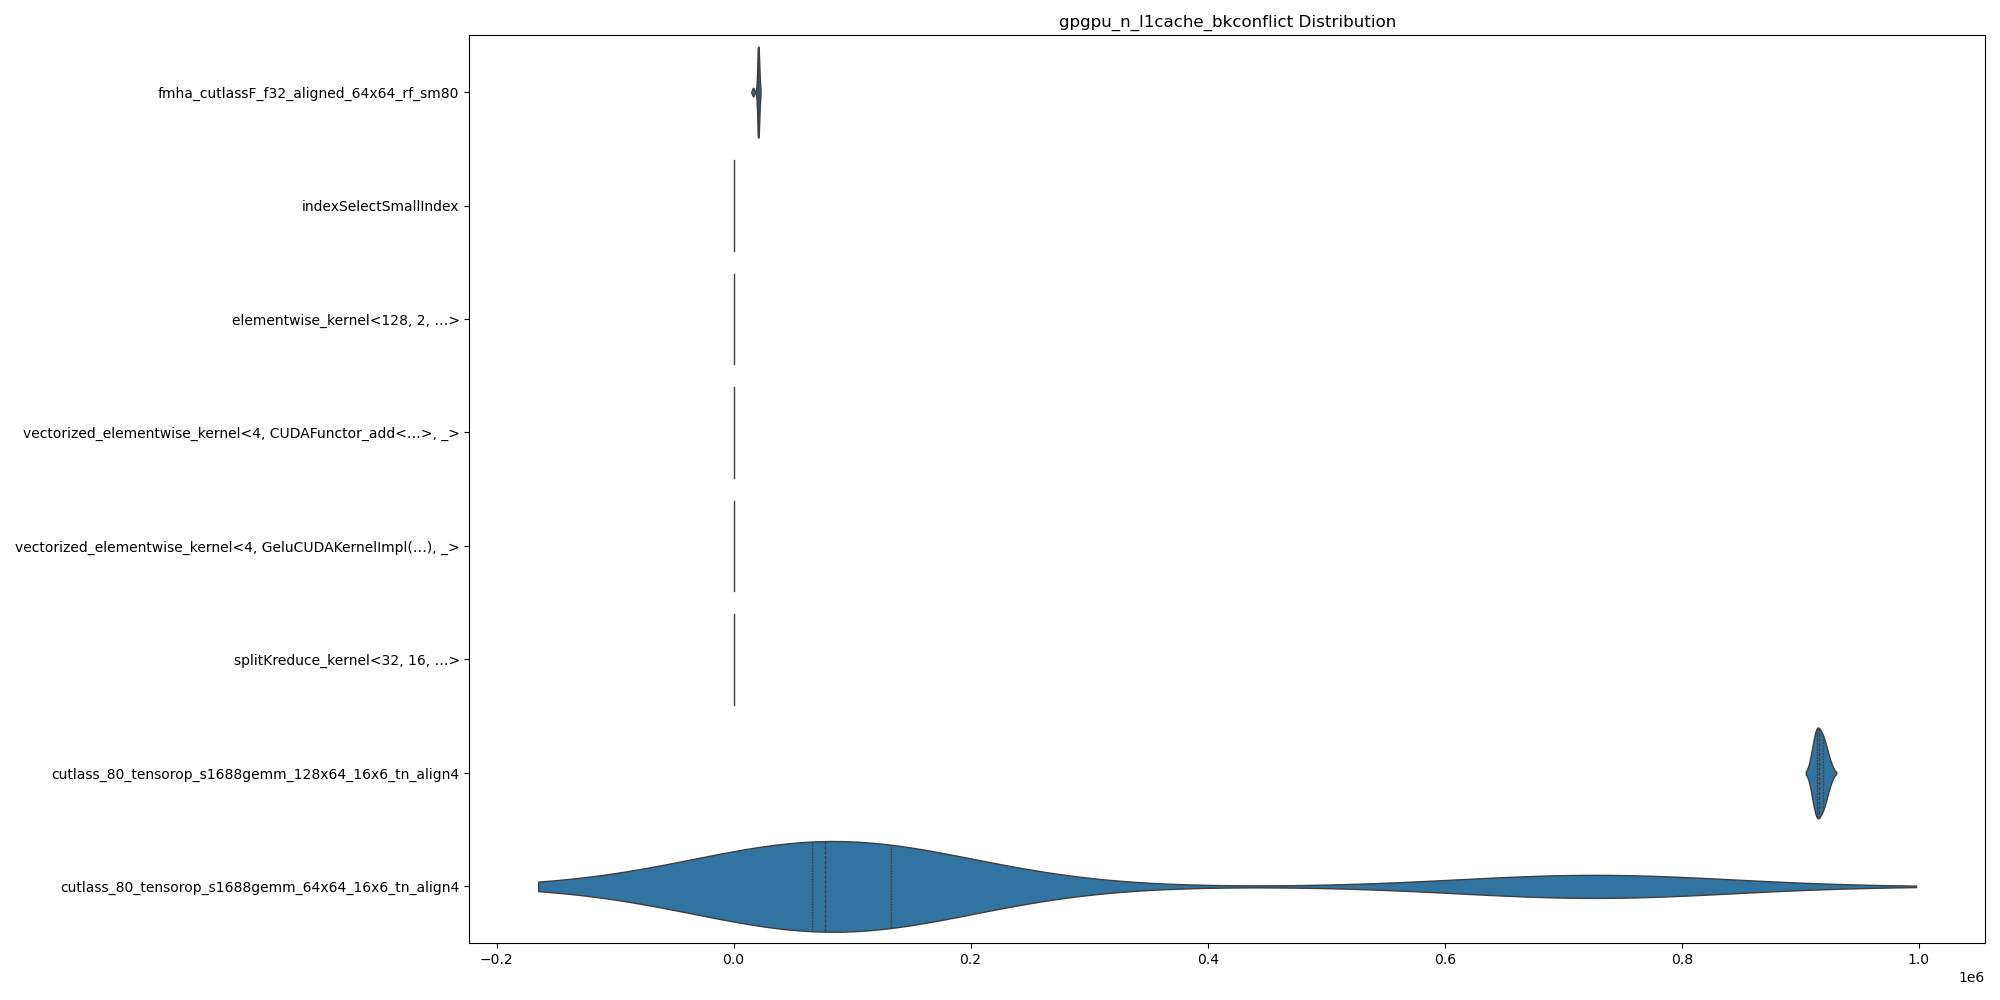 gpgpu_n_l1cache_bkconflict Distribution
fmha_cutlassF_f32_aligned_64x64_rf_sm80
indexSelectSmallIndex
elementwise_kernel<128, 2, ...>
vectorized_elementwise_kernel<4, CUDAFunctor_add<...>, _>
vectorized_elementwise_kernel<4, GeluCUDAKernelImpl(...), _>
splitKreduce_kernel<32, 16, ...>
cutlass_80_tensorop_s1688gemm_128x64_16x6_tn_align4
cutlass_80_tensorop_s1688gemm_64x64_16x6_tn_align4
−0.2 0.0 0.2 0.4 0.6 0.8 1.0
1e6